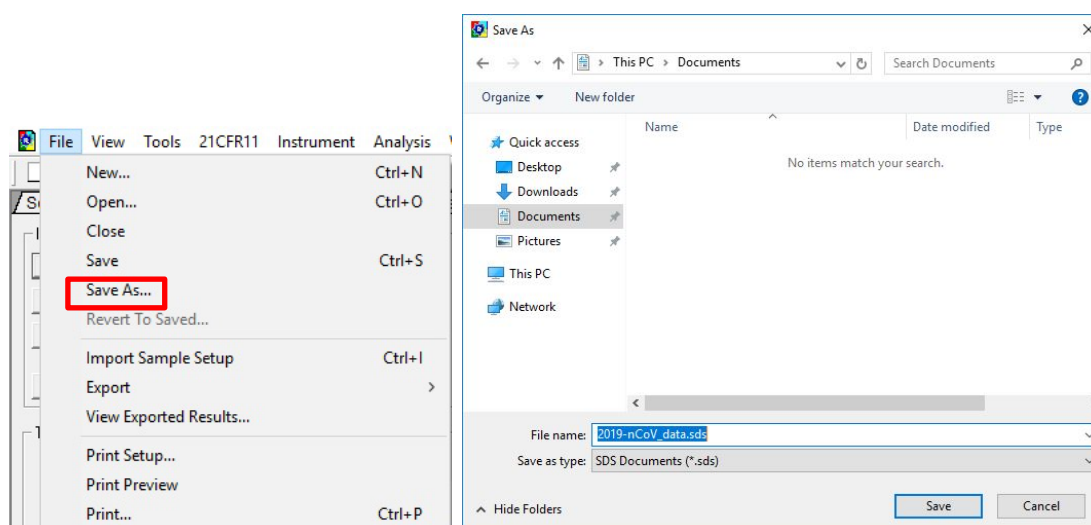 File View Tools 21CFR11 Instrument Analysis
New... Ctrl+N
Open... Ctrl+O
Close
Save Ctrl+S
Save As...
Revert To Saved...
Import Sample Setup Ctrl+I
Export
View Exported Results...
Print Setup...
Print Preview
Print... Ctrl+P
Save As
This PC > Documents Search Documents
Organize New folder
Name Date modified Type
No items match your search.
Quick access
Desktop
Downloads
Documents
Pictures
This PC
Network
File name: 2019-nCoV_data.sds
Save as type: SDS Documents (*.sds)
Hide Folders Save Cancel